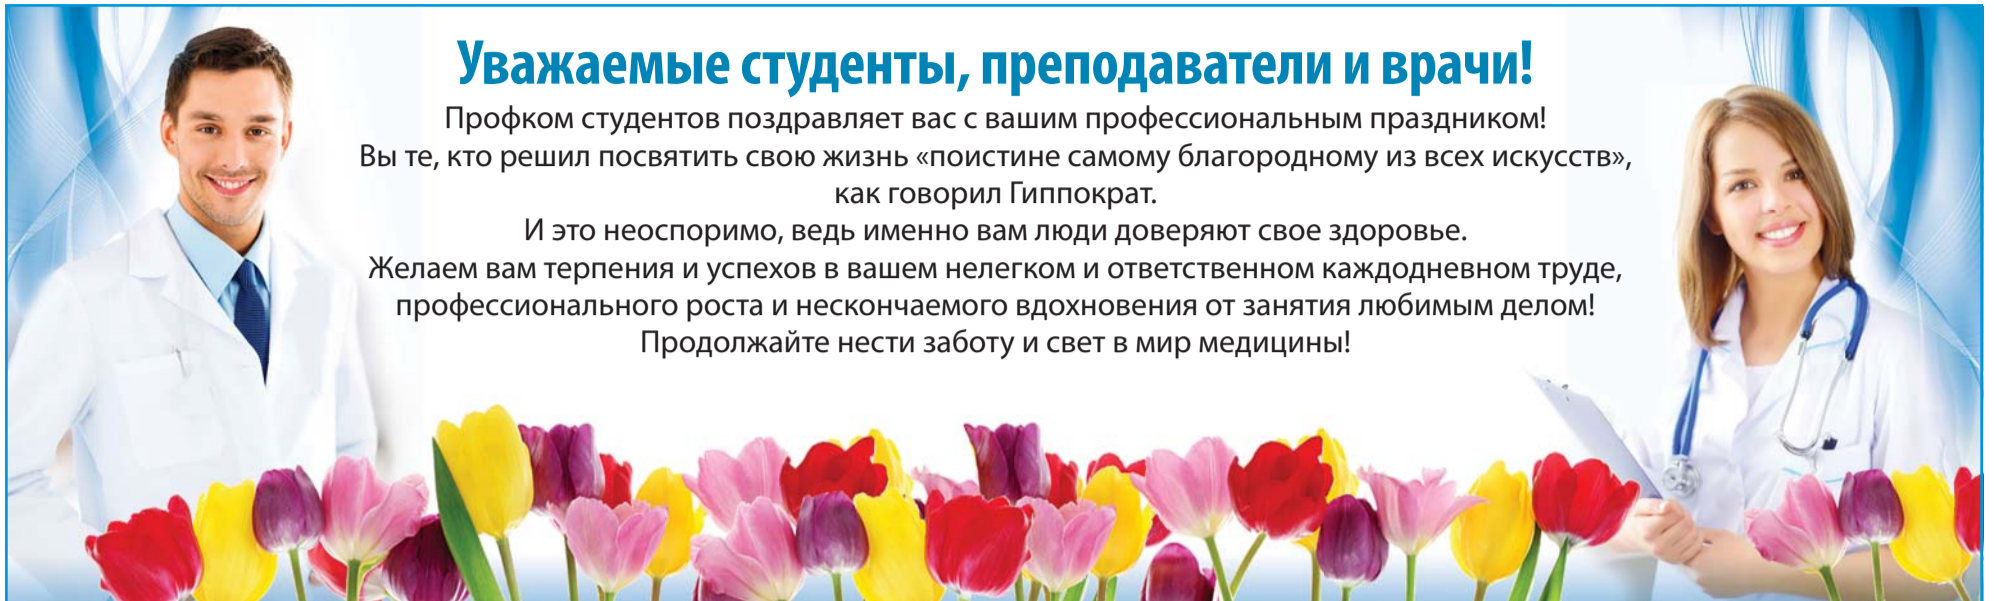 Уважаемые студенты, преподаватели и врачи!
Профком студентов поздравляет вас с вашим профессиональным праздником!
Вы те, кто решил посвятить свою жизнь «поистине самому благородному из всех искусств»,
как говорил Гиппократ.
И это неоспоримо, ведь именно вам люди доверяют свое здоровье.
Желаем вам терпения и успехов в вашем нелегком и ответственном каждодневном труде,
профессионального роста и нескончаемого вдохновения от занятия любимым делом!
Продолжайте нести заботу и свет в мир медицины!